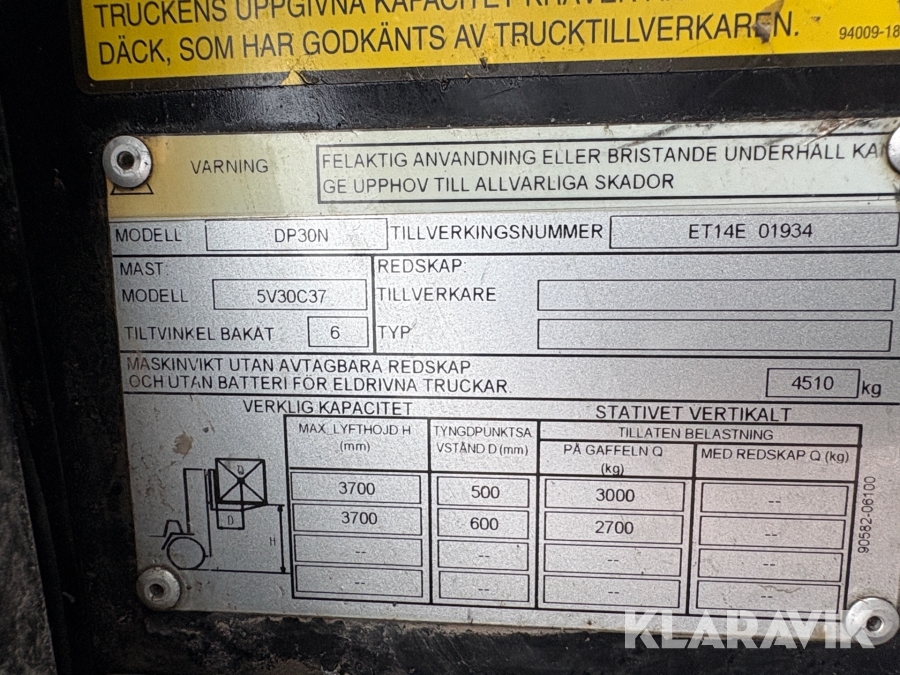 TRUCKENS UPPGIVNA KAPACITET KRÄVER
DÄCK, SOM HAR GODKÄNTS AV TRUCKTILLVERKAREN.
94009-18
VARNING
FELAKTIG ANVANDNING ELLER BRISTANDE UNDERHALL KAN
GE UPPHOV TILL ALLVARLIGA SKADOR
MODELL DP30N TILLVERKINGSNUMMER ET14E 01934
MAST: REDSKAP:
MODELL 5V30C37 TILLVERKARE
TILTVINKEL BAKÁT 6 TYP
MASKINVIKT UTAN AVTAGBARA REDSKAP
OCH UTAN BATTERI FÖR ELDRIVNA TRUCKAR. 4510 kg
VERKLIG KAPACITET STATIVET VERTIKALT
MAX. LYFTHOJD H (mm)
TYNGDPUNKTSA
VSTÅND D (mm)
TILLATEN BELASTNING
PÅ GAFFELN Q (kg)
MED REDSKAP Q (kg)
3700 500 3000 --
3700 600 2700 --
-- -- -- --
-- -- -- --
D
H
90582-06100
KLARAVIK